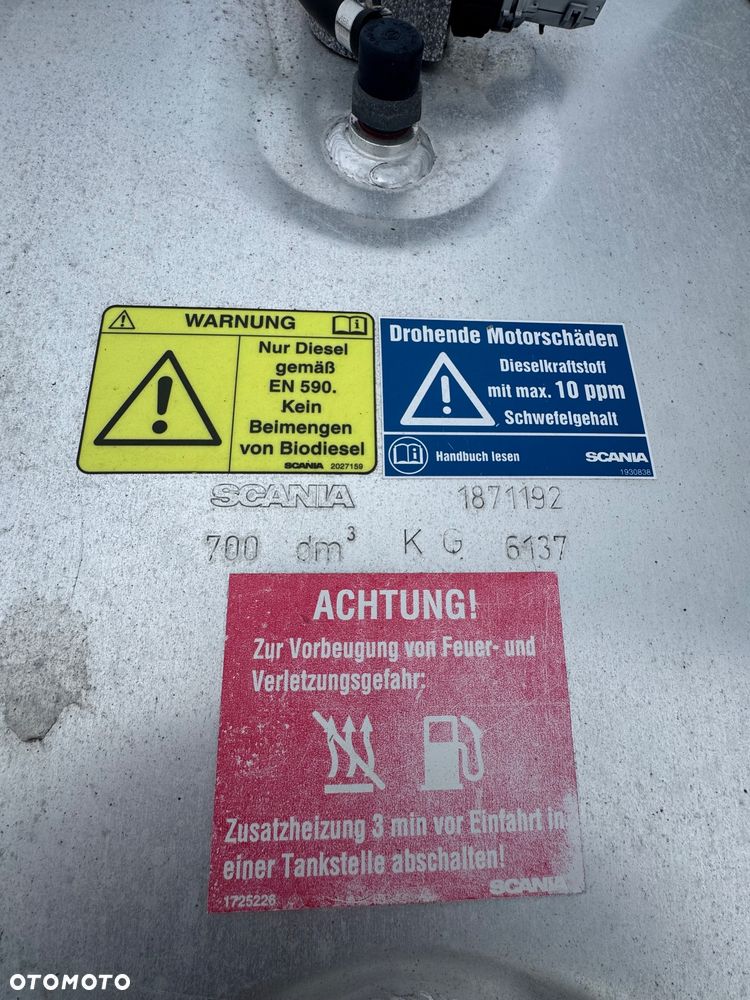 WARNUNG
Nur Diesel
gemäß
EN 590.
Kein
Beimengen
von Biodiesel
SCANIA 2027159
Drohende Motorschäden
Dieselkraftstoff
mit max. 10 ppm
Schwefelgehalt
Handbuch lesen
SCANIA
1930838
SCANIA 1871192
700 dm³ K G 6137
ACHTUNG!
Zur Vorbeugung von Feuer- und
Verletzungsgefahr:
Zusatzheizung 3 min vor Einfahrt in
einer Tankstelle abschalten!
SCANIA
1725226
OTOMOTO